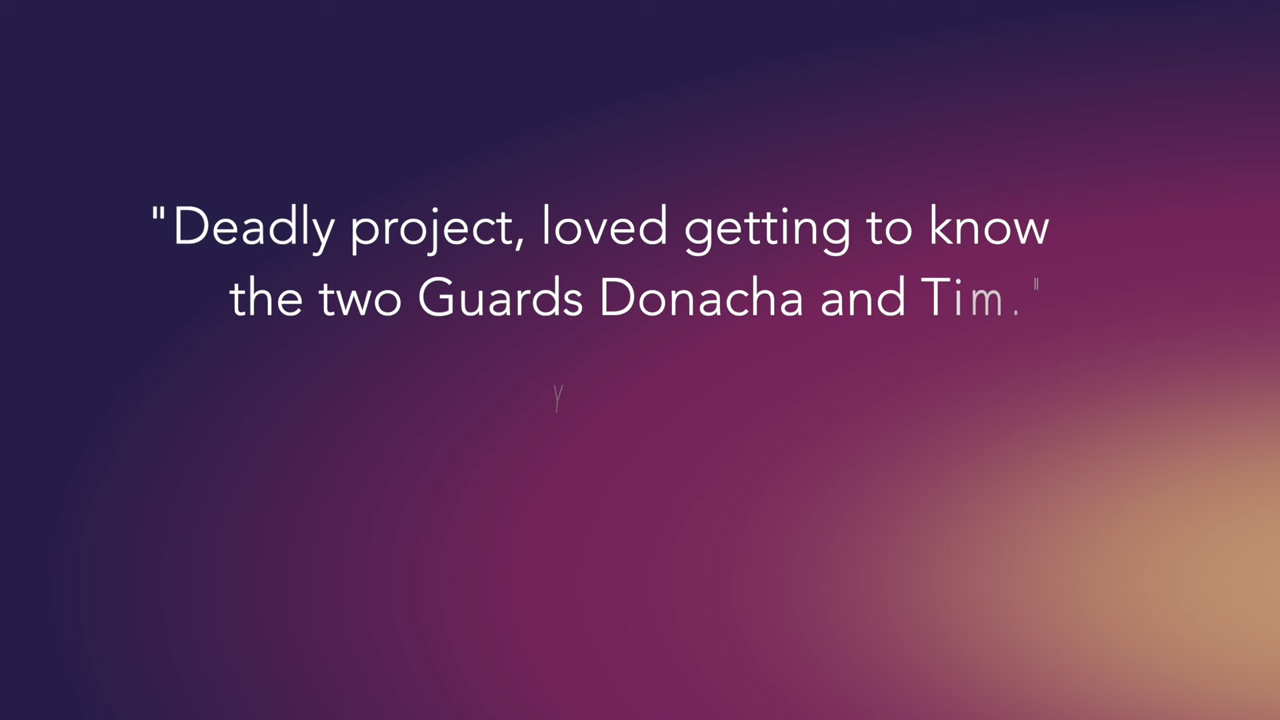 "Deadly project, loved getting to know
the two Guards Donacha and Tim."
Y